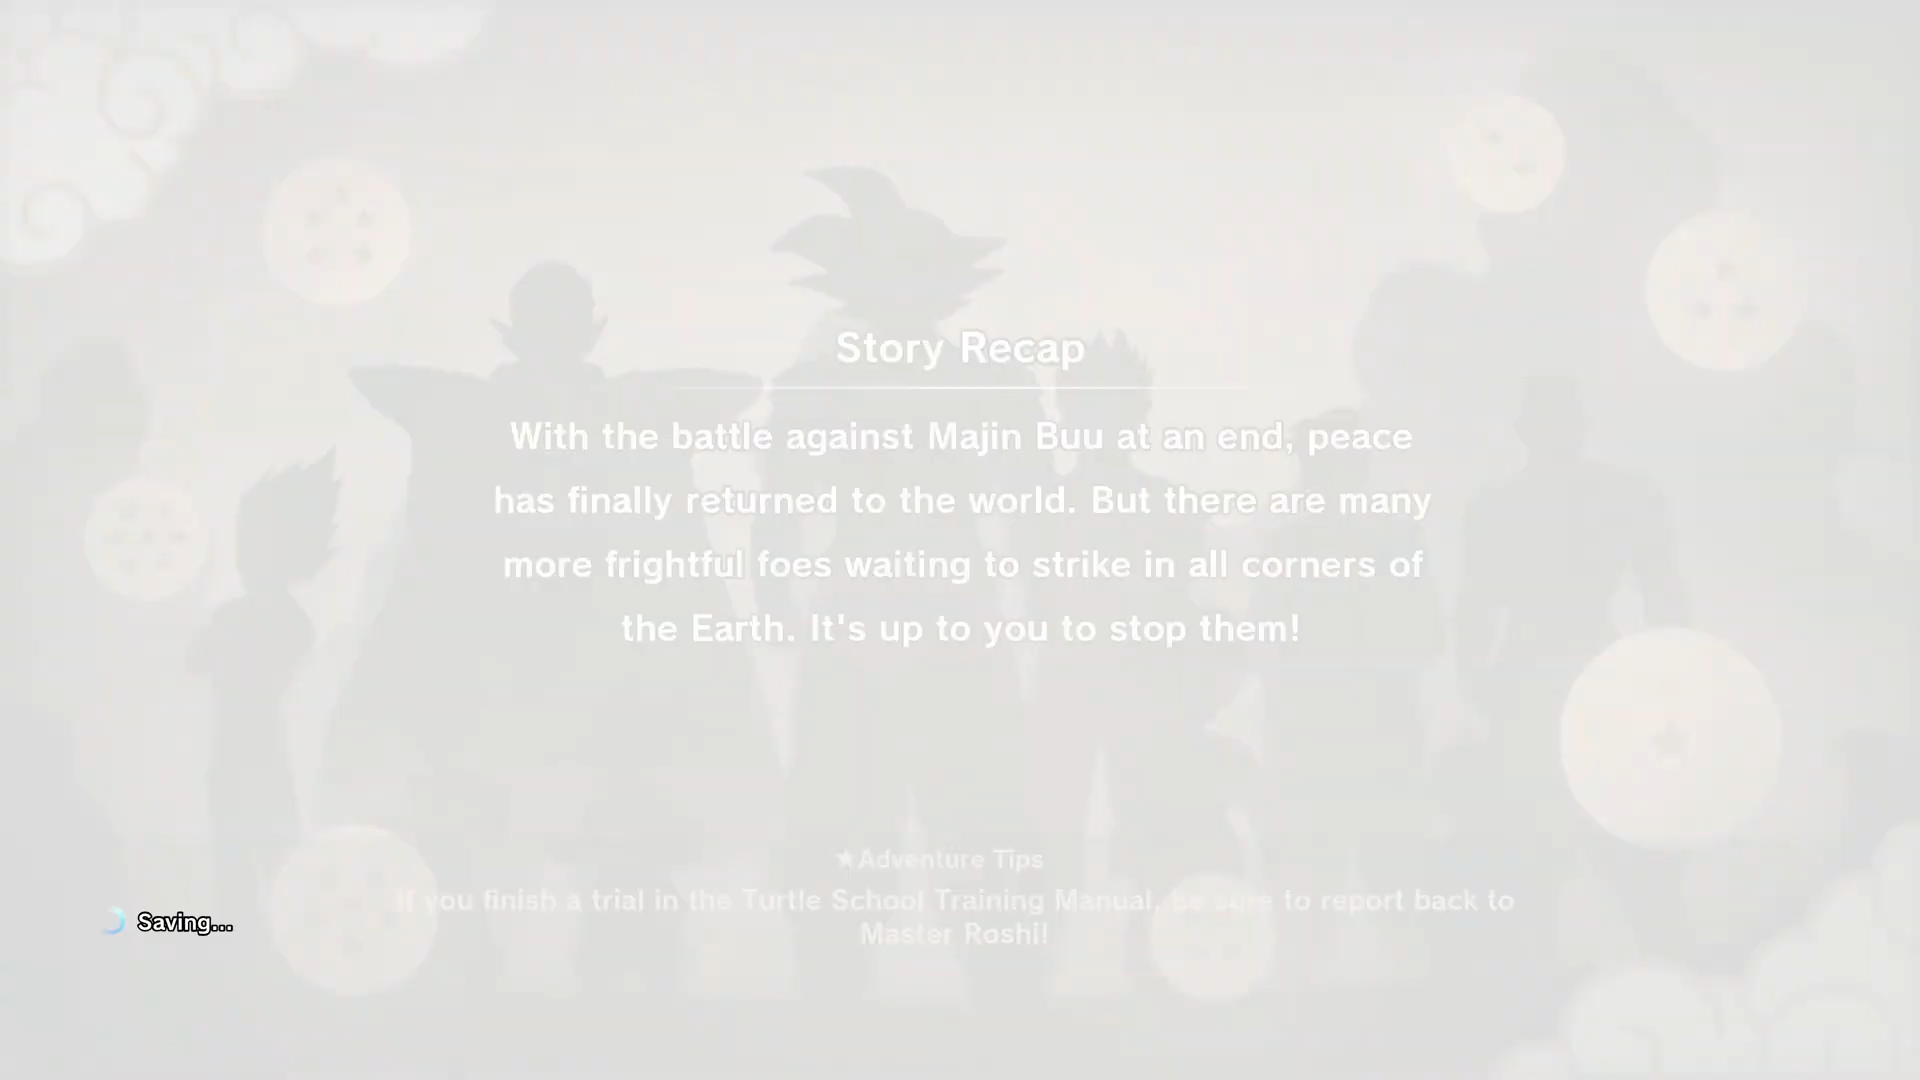 Story Recap
With the battle against Majin Buu at an end, peace
has finally returned to the world. But there are many
more frightful foes waiting to strike in all corners of
the Earth. It's up to you to stop them!
★Adventure Tips
If you finish a trial in the Turtle School Training Manual, be sure to report back to
Master Roshi!
Saving...